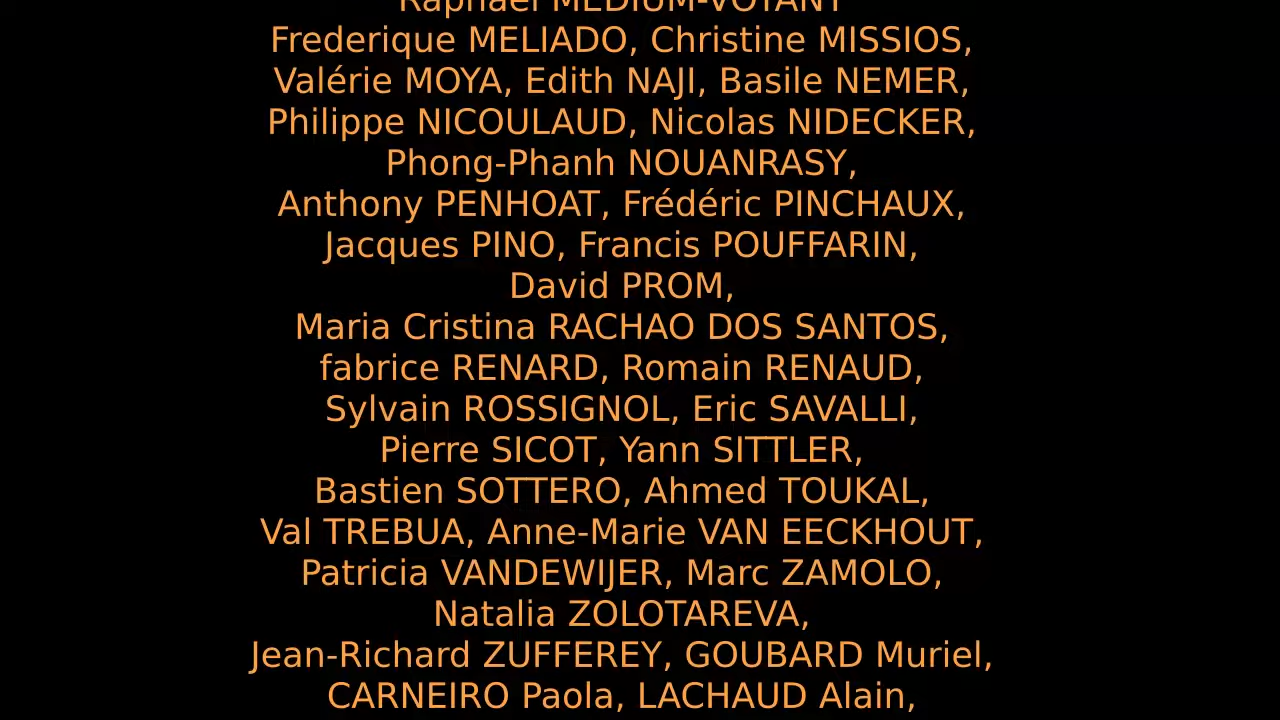 Raphael MEDIUM-VOYANT
Frederique MELIADO, Christine MISSIOS,
Valérie MOYA, Edith NAJI, Basile NEMER,
Philippe NICOULAUD, Nicolas NIDECKER,
Phong-Phanh NOUANRASY,
Anthony PENHOAT, Frédéric PINCHAUX,
Jacques PINO, Francis POUFFARIN,
David PROM,
Maria Cristina RACHAO DOS SANTOS,
fabrice RENARD, Romain RENAUD,
Sylvain ROSSIGNOL, Eric SAVALLI,
Pierre SICOT, Yann SITTLER,
Bastien SOTTERO, Ahmed TOUKAL,
Val TREBUA, Anne-Marie VAN EECKHOUT,
Patricia VANDEWIJER, Marc ZAMOLO,
Natalia ZOLOTAREVA,
Jean-Richard ZUFFEREY, GOUBARD Muriel,
CARNEIRO Paola, LACHAUD Alain,